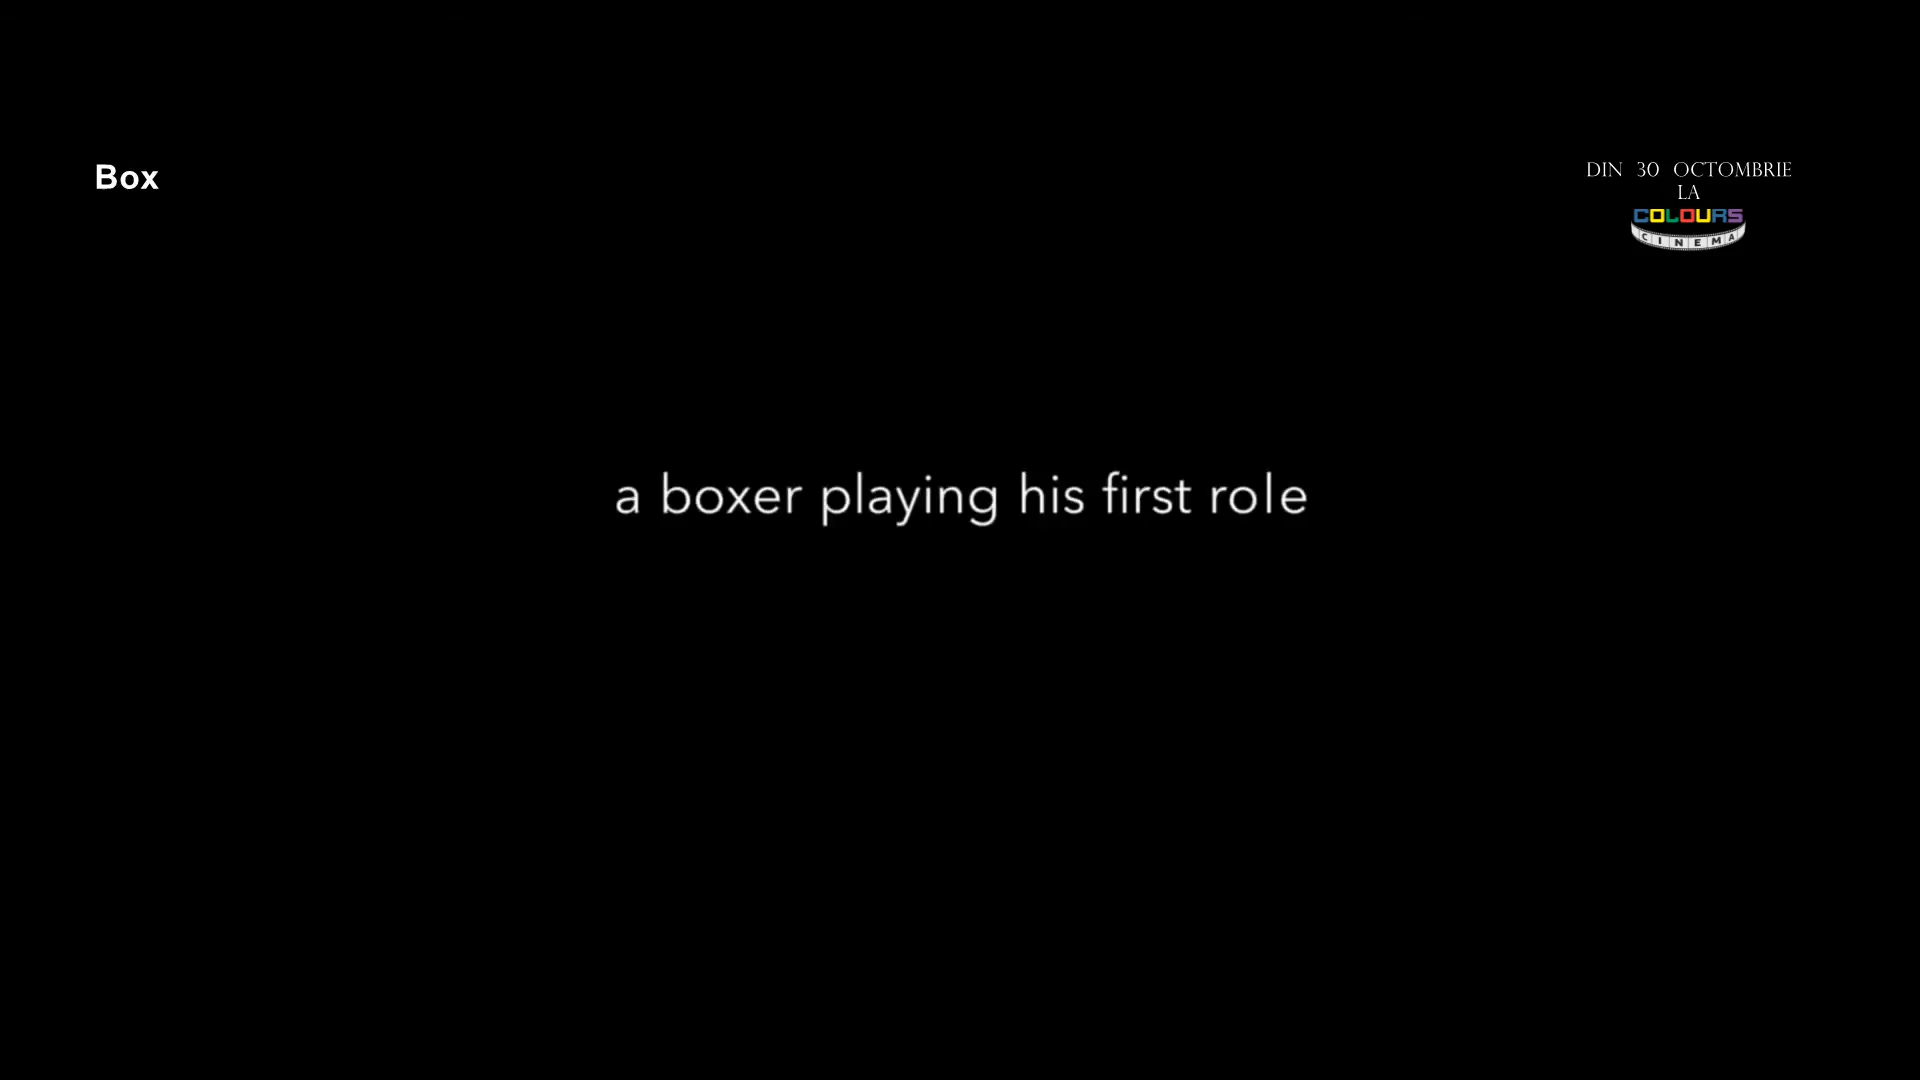 Box
DIN 30 OCTOMBRIE
LA
COLOURS
CINEMA
a boxer playing his first role